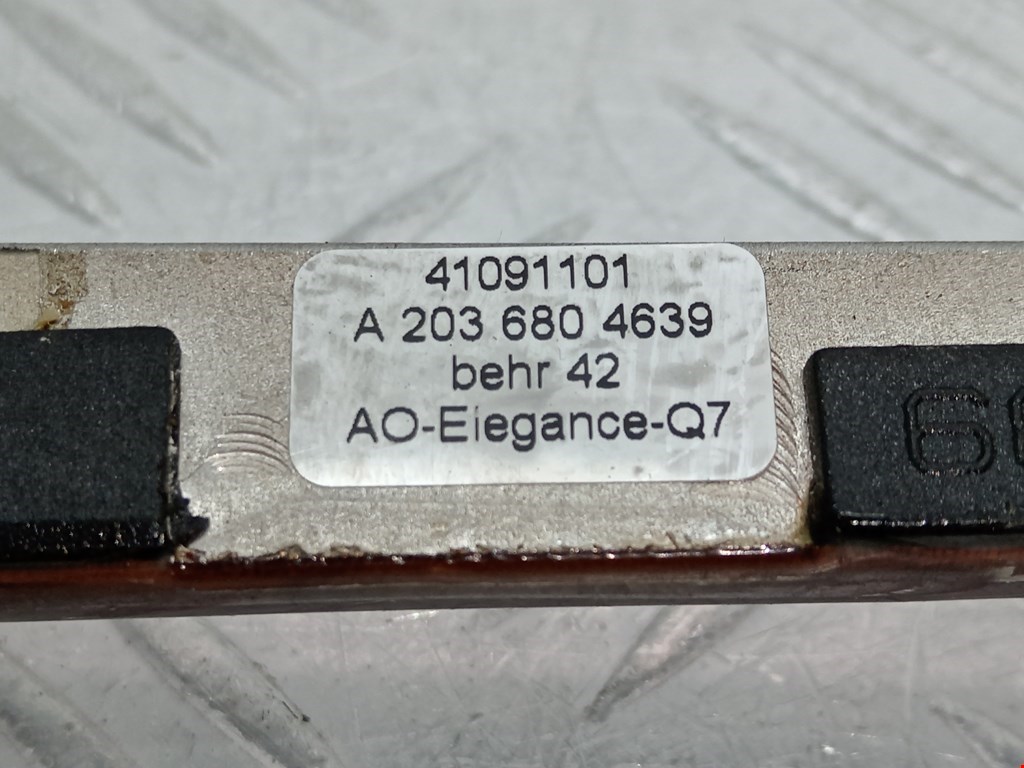 41091101
A 203 680 4639
behr 42
AO-Eiegance-Q7